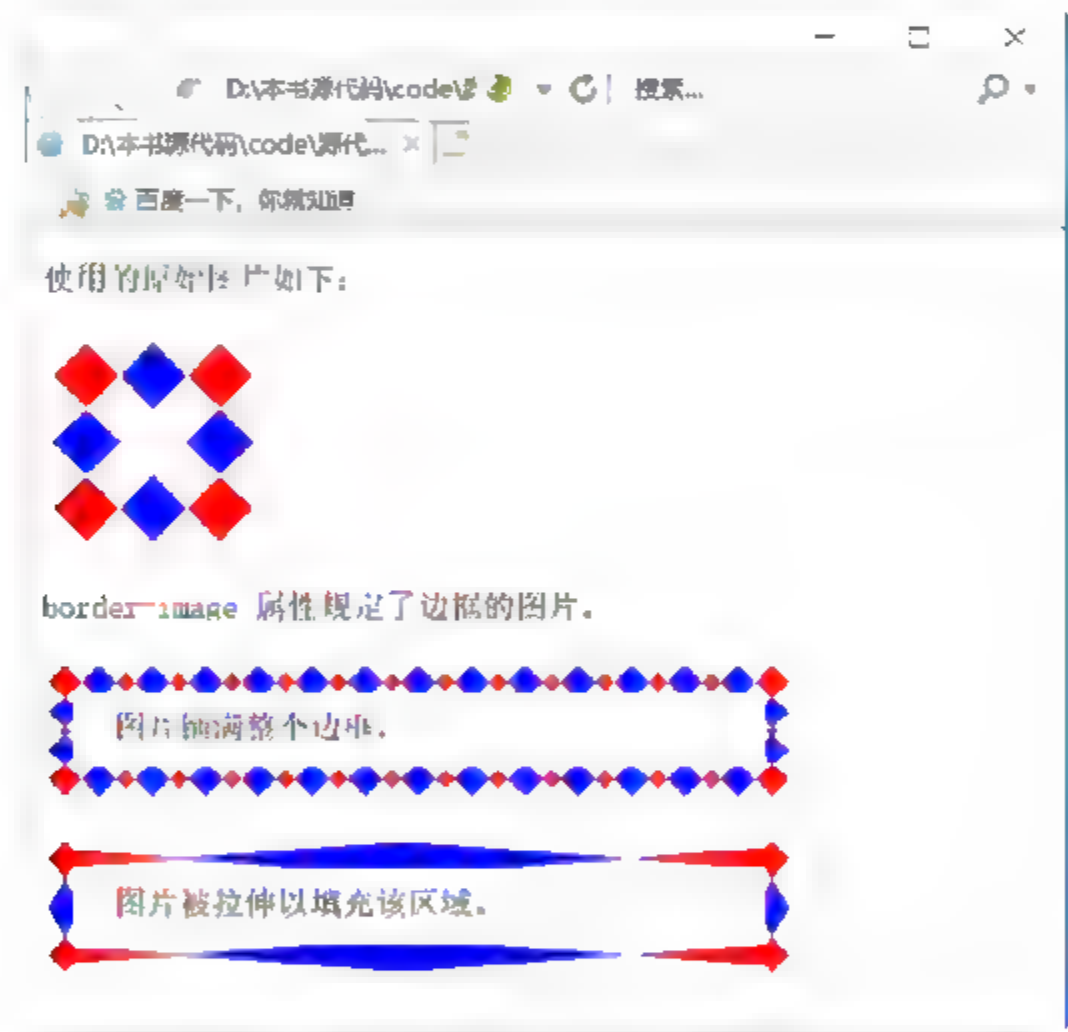 D:\本书源代码\code\ 搜索...
D:\本书源代码\code\源代...
百度一下，你就知道
使用的原始图片如下：
border-image 属性规定了边框的图片。
图片铺满整个边框。
图片被拉伸以填充该区域。